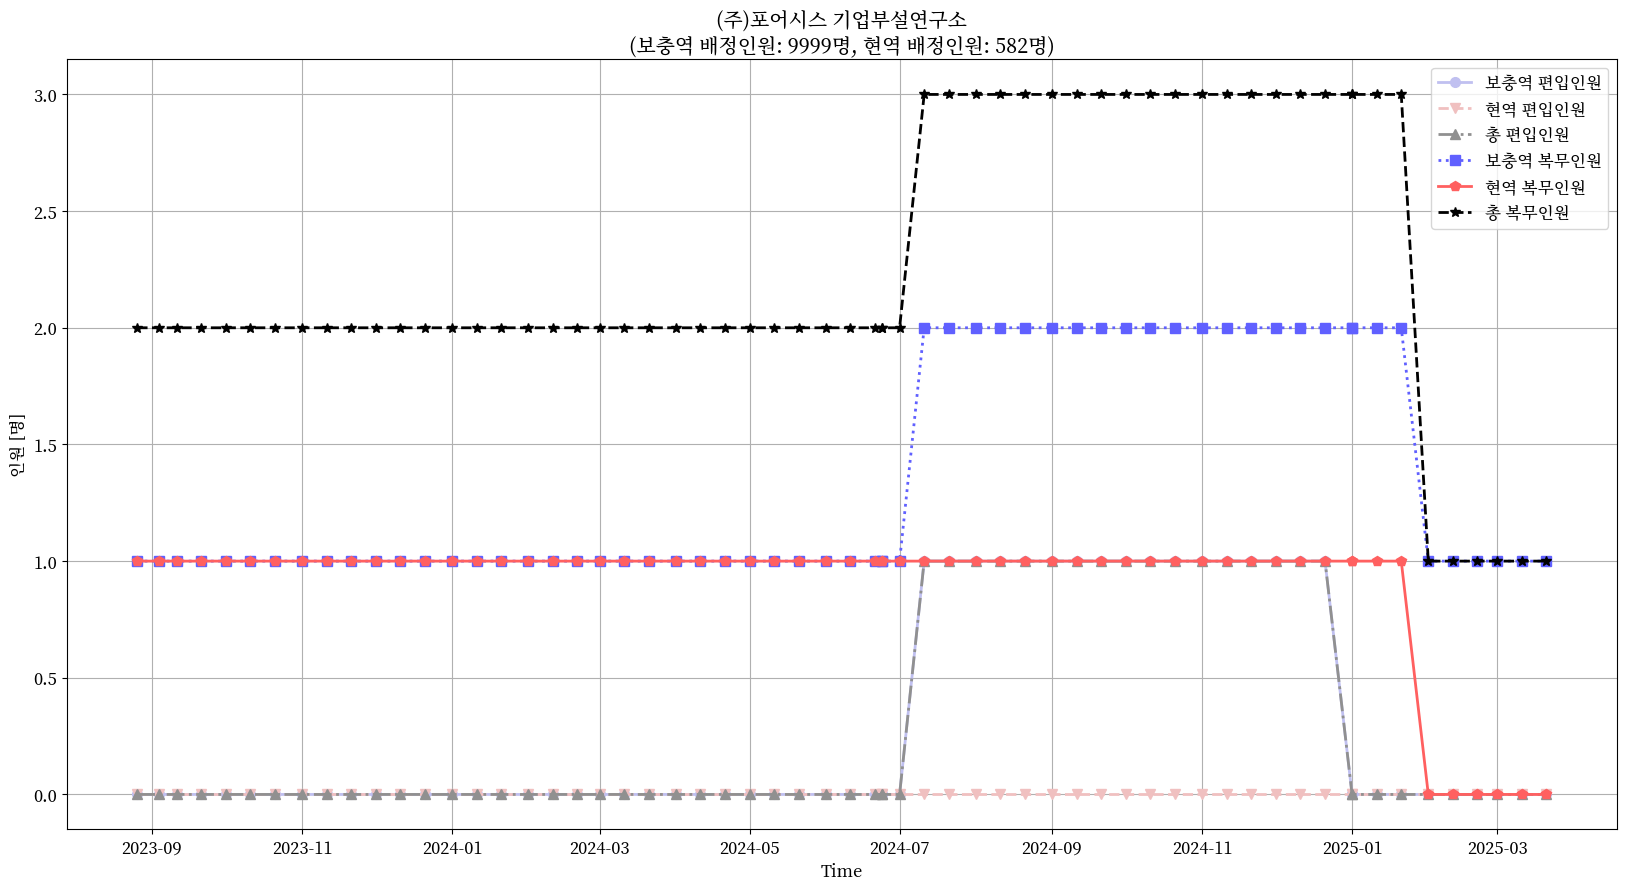 (주)포어시스 기업부설연구소
(보충역 배정인원: 9999명, 현역 배정인원: 582명)
보충역 편입인원
현역 편입인원
총 편입인원
보충역 복무인원
현역 복무인원
총 복무인원
3.0
2.5
2.0
1.5
1.0
0.5
0.0
인원 [명]
2023-09 2023-11 2024-01 2024-03 2024-05 2024-07 2024-09 2024-11 2025-01 2025-03
Time